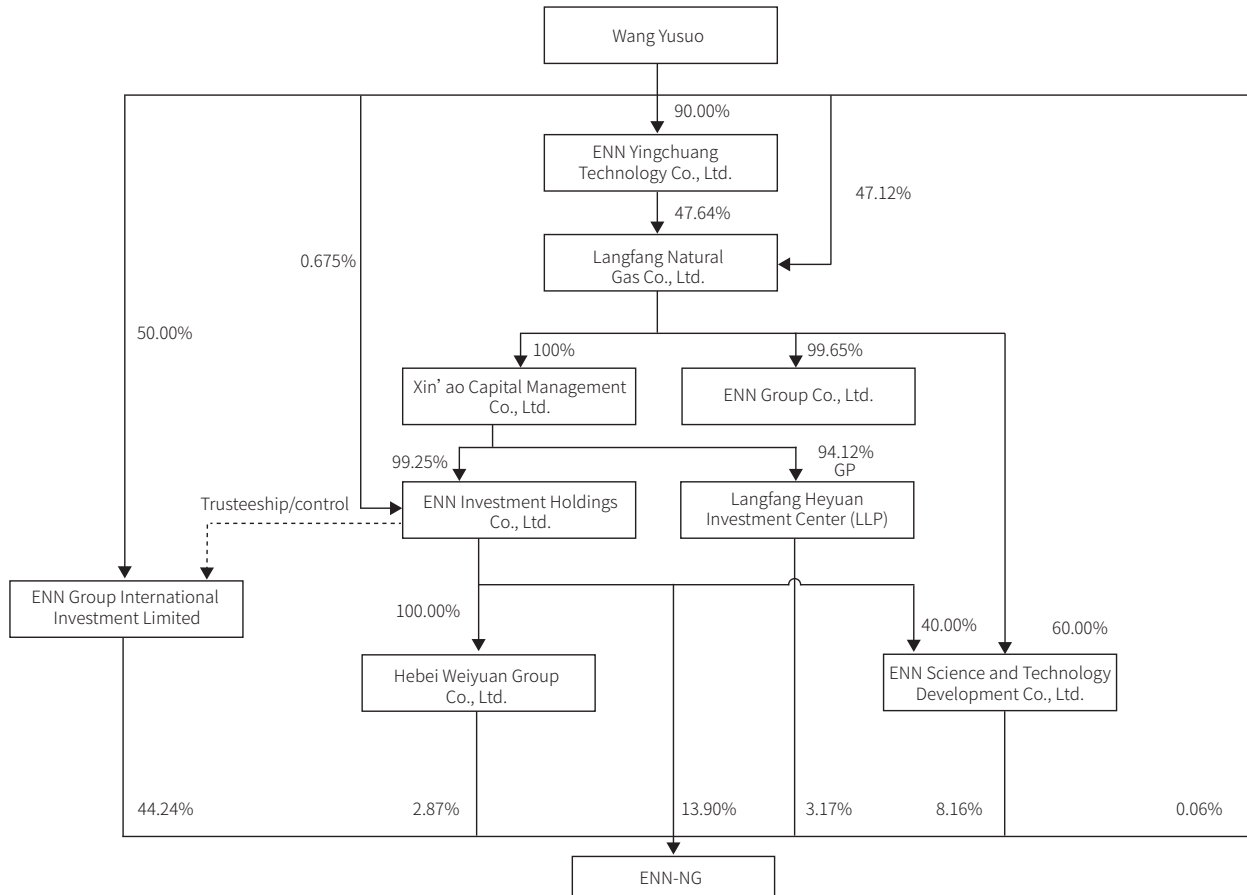 Wang Yusuo
90.00%
ENN Yingchuang
Technology Co., Ltd.
47.12%
47.64%
Langfang Natural
Gas Co., Ltd.
0.675%
50.00%
100%
99.65%
Xin’ ao Capital Management
Co., Ltd.
ENN Group Co., Ltd.
99.25%
94.12%
GP
Trusteeship/control
ENN Investment Holdings
Co., Ltd.
Langfang Heyuan
Investment Center (LLP)
ENN Group International
Investment Limited
100.00%
40.00%
60.00%
Hebei Weiyuan Group
Co., Ltd.
ENN Science and Technology
Development Co., Ltd.
44.24%
2.87%
13.90%
3.17%
8.16%
0.06%
ENN-NG